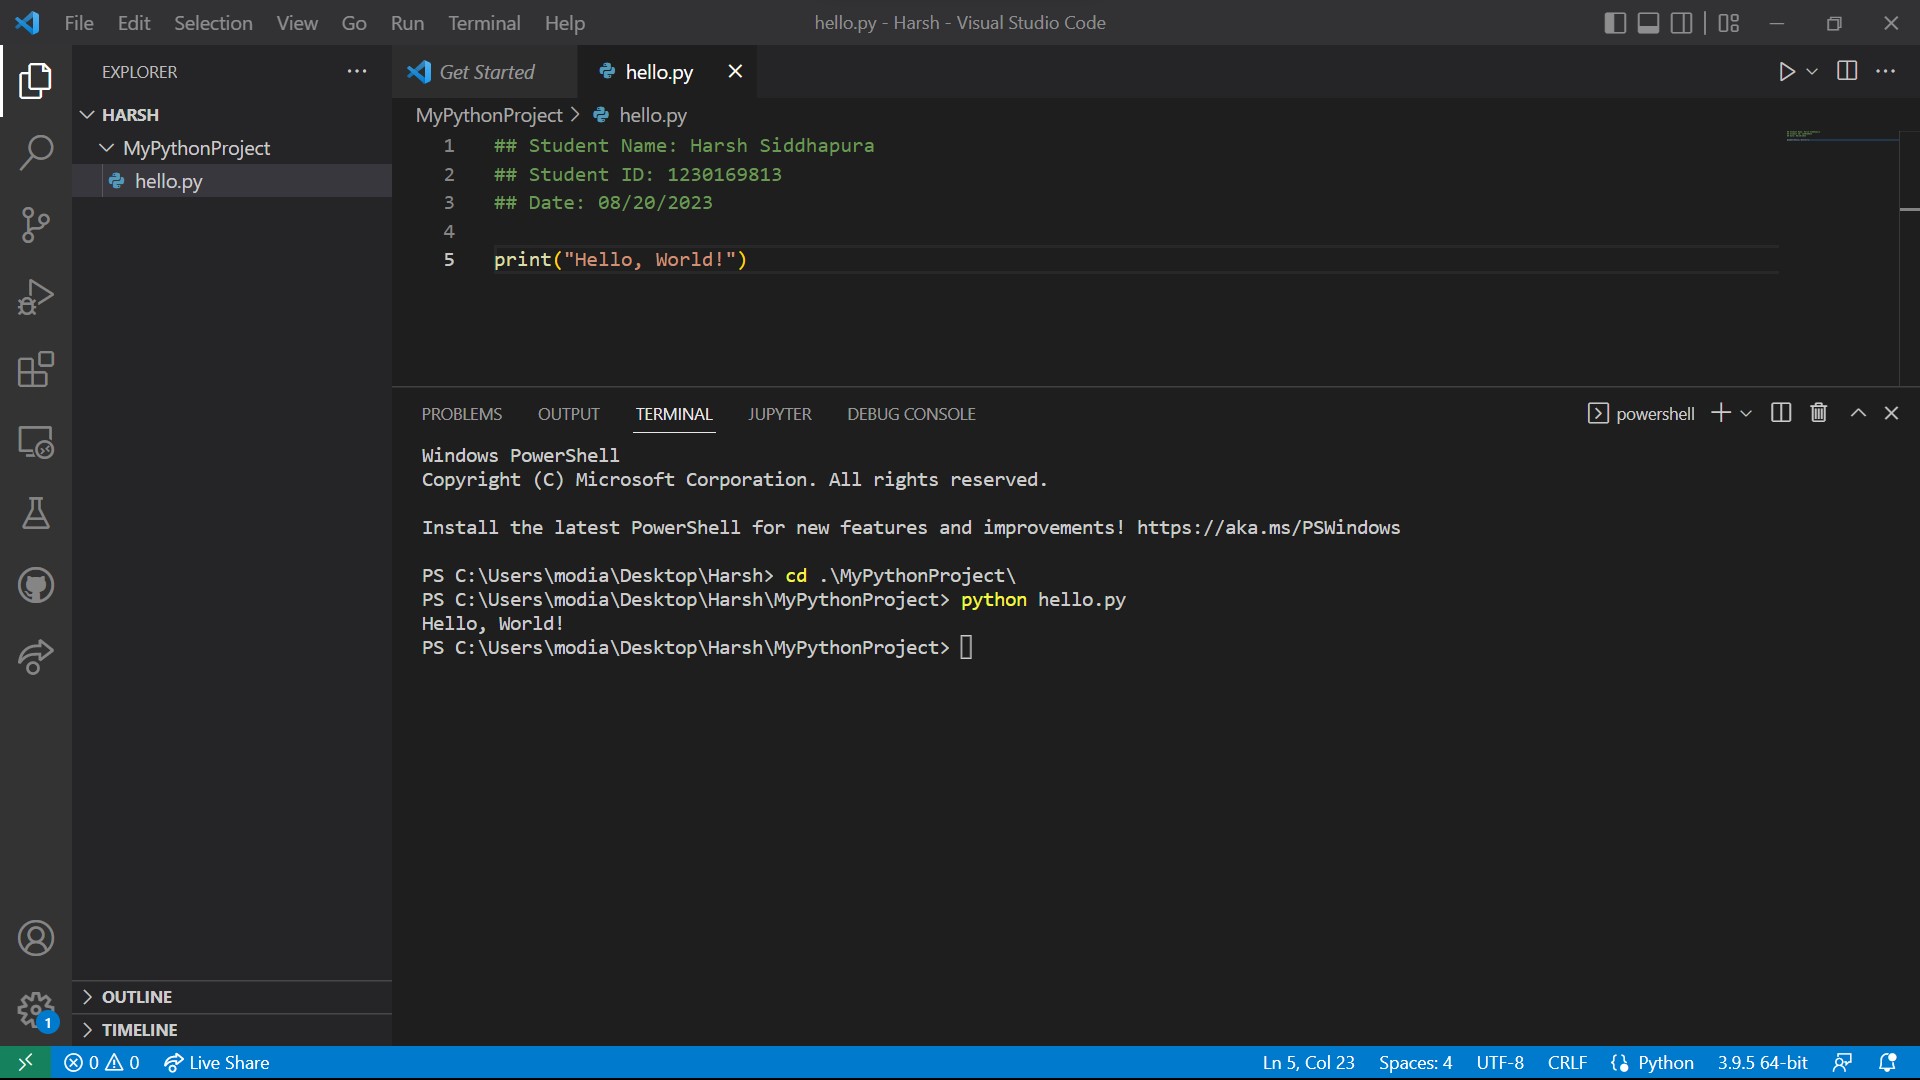 File Edit Selection View Go Run Terminal Help
hello.py - Harsh - Visual Studio Code
EXPLORER
HARSH
MyPythonProject
hello.py
Get Started
hello.py
MyPythonProject > hello.py
1 ## Student Name: Harsh Siddhapura
2 ## Student ID: 1230169813
3 ## Date: 08/20/2023
4
5 print("Hello, World!")
PROBLEMS OUTPUT TERMINAL JUPYTER DEBUG CONSOLE
powershell
Windows PowerShell
Copyright (C) Microsoft Corporation. All rights reserved.
Install the latest PowerShell for new features and improvements! https://aka.ms/PSWindows
PS C:\Users\modia\Desktop\Harsh> cd .\MyPythonProject\
PS C:\Users\modia\Desktop\Harsh\MyPythonProject> python hello.py
Hello, World!
PS C:\Users\modia\Desktop\Harsh\MyPythonProject>
OUTLINE
1
TIMELINE
0 0 Live Share
Ln 5, Col 23 Spaces: 4 UTF-8 CRLF Python 3.9.5 64-bit